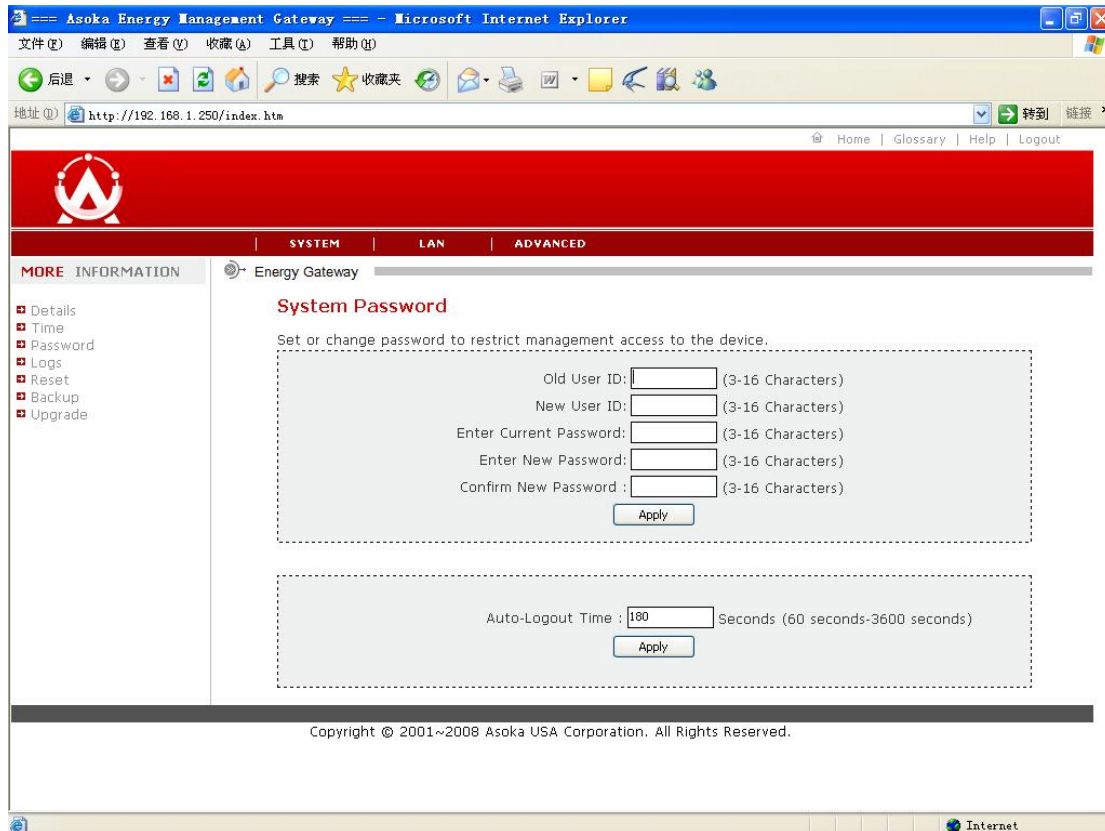 === Asoka Energy Management Gateway === - Microsoft Internet Explorer
文件(F) 编辑(E) 查看(V) 收藏(A) 工具(T) 帮助(H)
后退 搜索 收藏夹
地址(D) http://192.168.1.250/index.htm 转到 链接
Home | Glossary | Help | Logout
| SYSTEM | LAN | ADVANCED
MORE INFORMATION
Details
Time
Password
Logs
Reset
Backup
Upgrade
Energy Gateway
System Password
Set or change password to restrict management access to the device.
Old User ID: (3-16 Characters)
New User ID: (3-16 Characters)
Enter Current Password: (3-16 Characters)
Enter New Password: (3-16 Characters)
Confirm New Password : (3-16 Characters)
Apply
Auto-Logout Time : 180 Seconds (60 seconds-3600 seconds)
Apply
Copyright © 2001~2008 Asoka USA Corporation. All Rights Reserved.
Internet